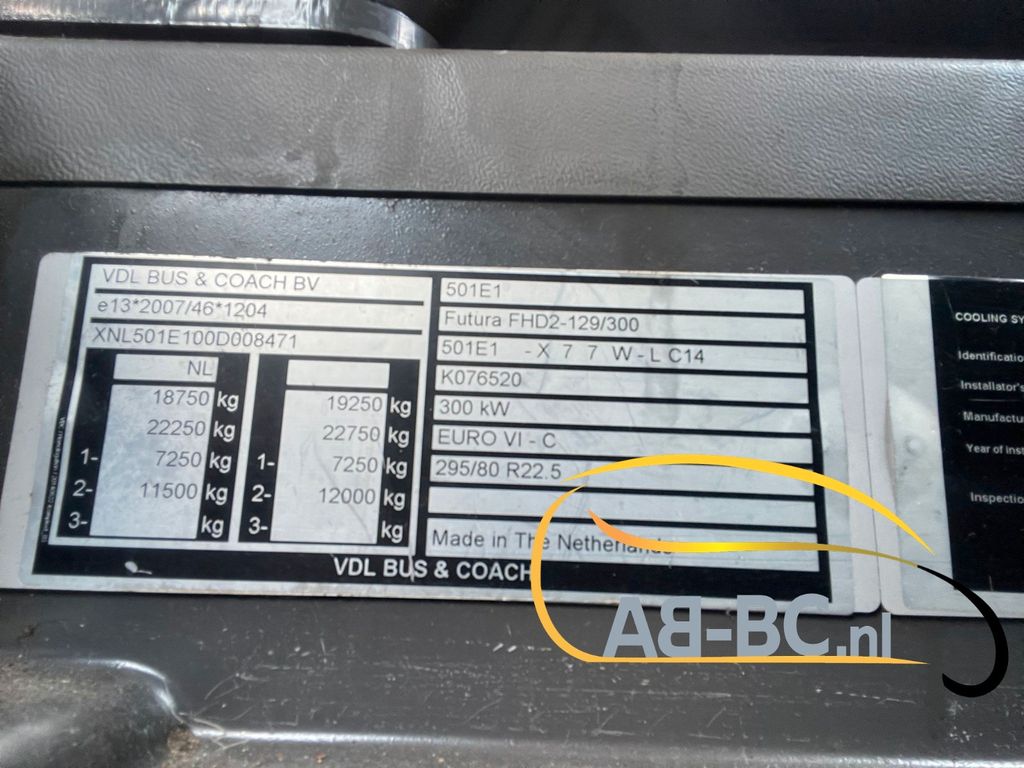 VDL BUS & COACH BV
e13*2007/46*1204
XNL501E100D008471
NL
18750 kg
22250 kg
1- 7250 kg
2- 11500 kg
3- kg
19250 kg
22750 kg
1- 7250 kg
2- 12000 kg
3- kg
501E1
Futura FHD2-129/300
501E1 - X 7 7 W - L C14
K076520
300 kW
EURO VI - C
295/80 R22.5
Made in The Netherlands
VDL BUS & COACH
COOLING SY
Identificatio
Installator's
Manufactu
Year of inst
Inspectio
AB-BC.nl